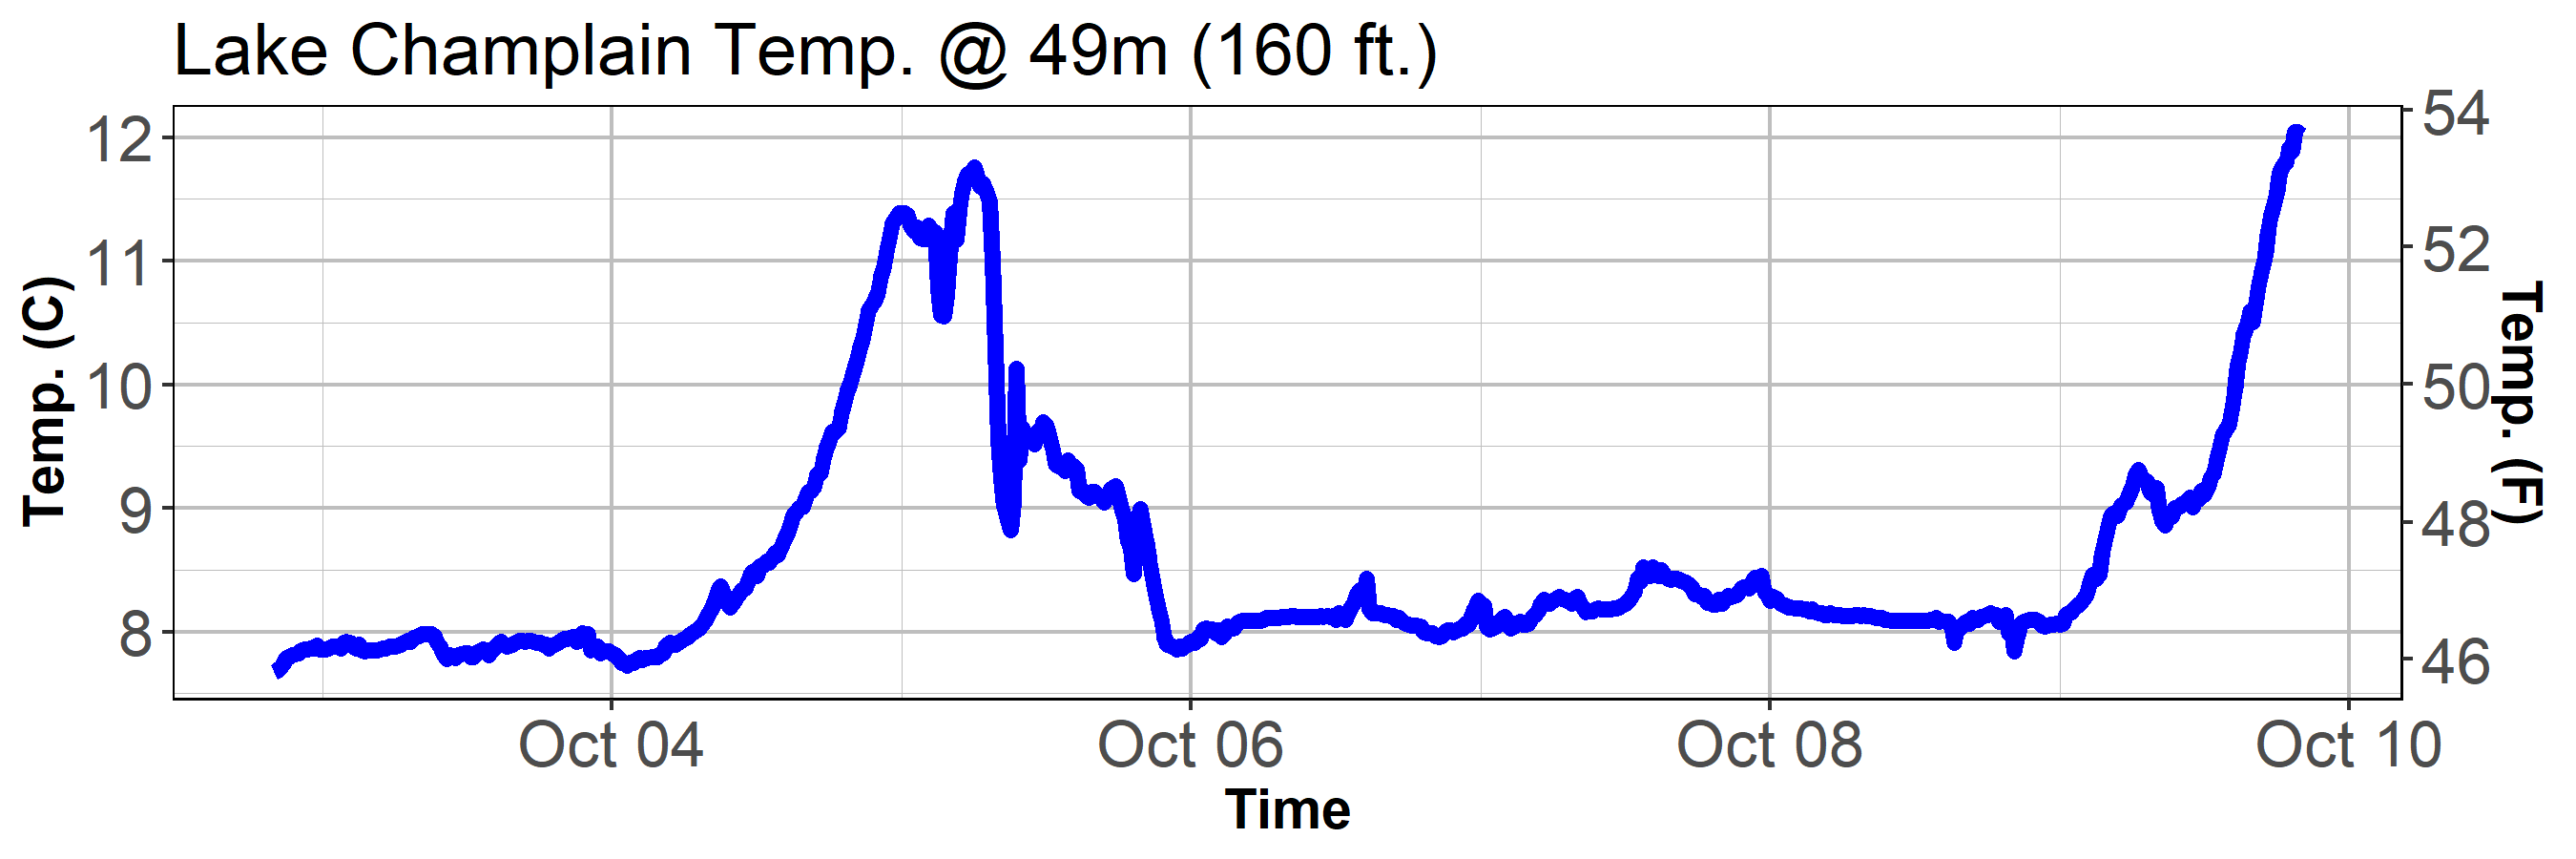 Lake Champlain Temp. @ 49m (160 ft.)
12
11
10
9
8
Temp. (C)
54
52
50
48
46
Temp. (F)
Oct 04 Oct 06 Oct 08 Oct 10
Time